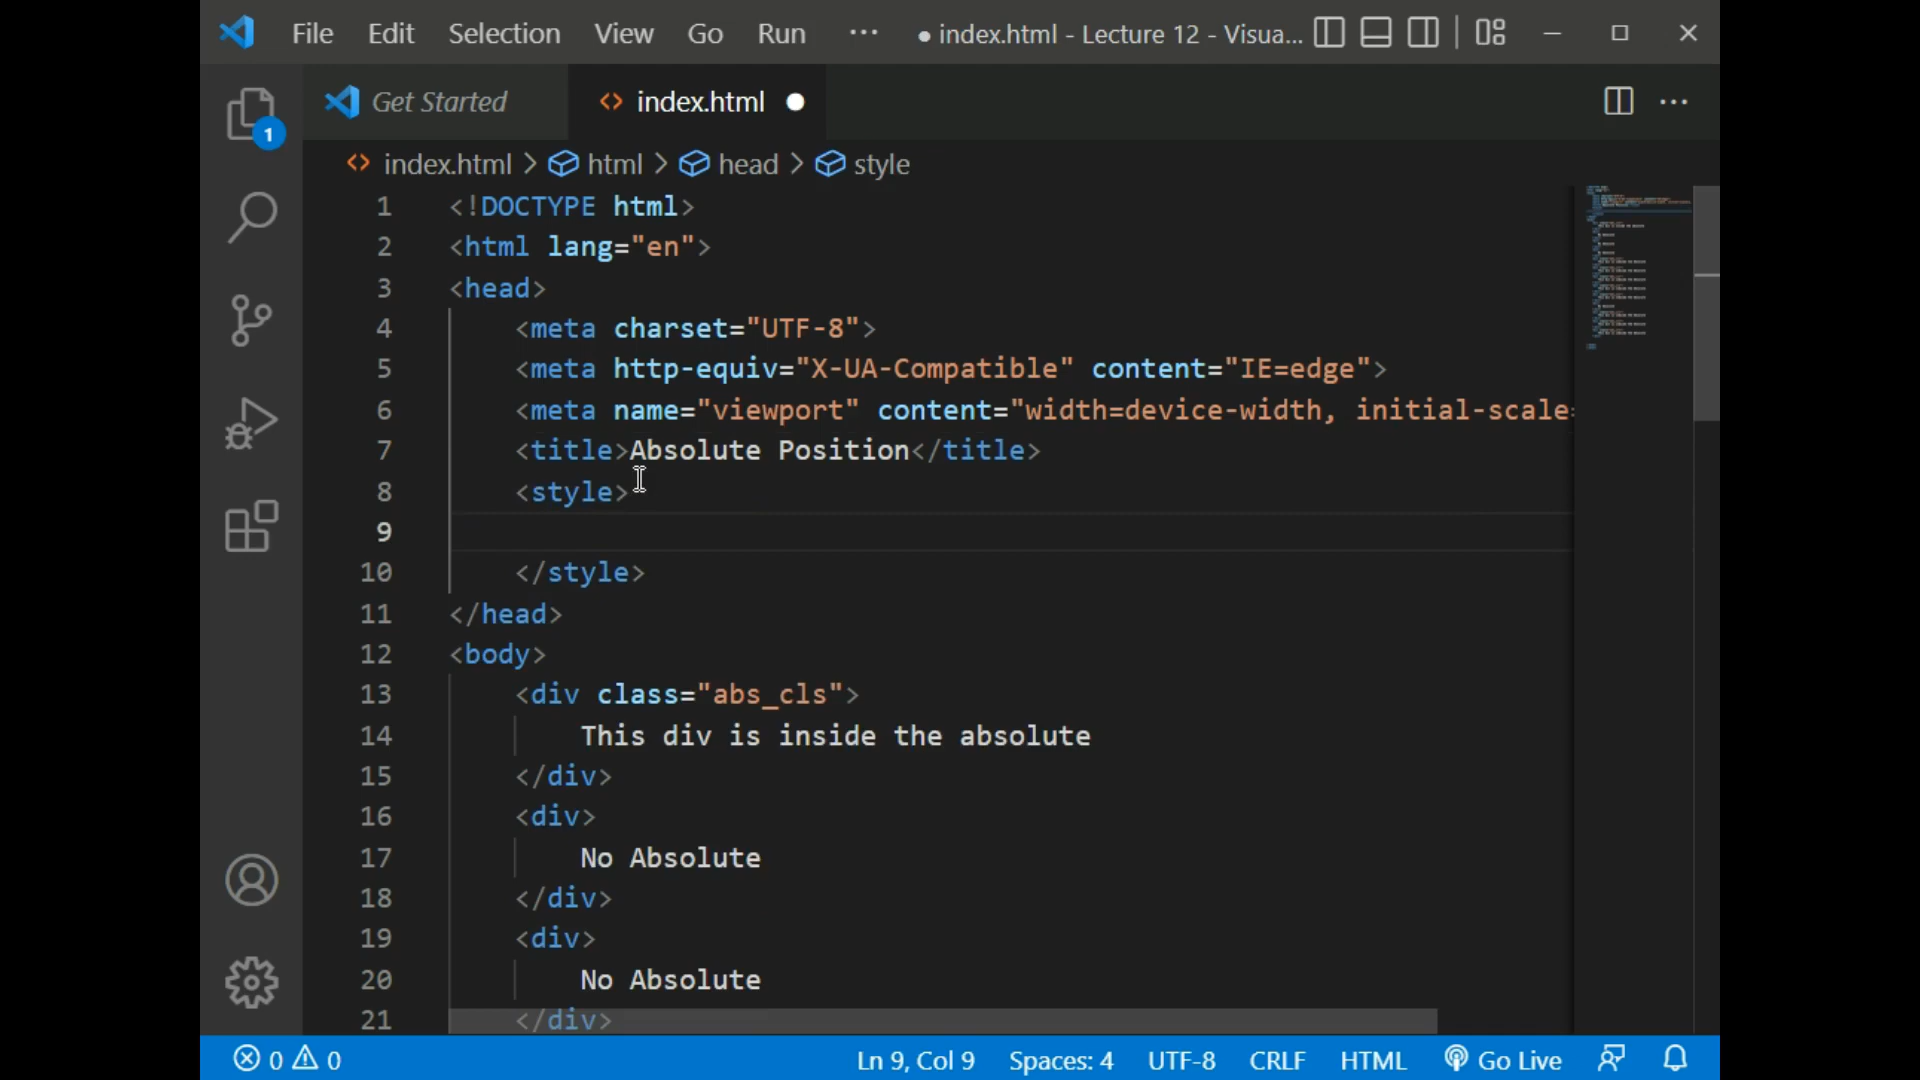 File Edit Selection View Go Run ··· ● index.html - Lecture 12 - Visua...
Get Started index.html
1
index.html > html > head > style
1 <!DOCTYPE html>
2 <html lang="en">
3 <head>
4 <meta charset="UTF-8">
5 <meta http-equiv="X-UA-Compatible" content="IE=edge">
6 <meta name="viewport" content="width=device-width, initial-scale=
7 <title>Absolute Position</title>
8 <style>
9
10 </style>
11 </head>
12 <body>
13 <div class="abs_cls">
14 This div is inside the absolute
15 </div>
16 <div>
17 No Absolute
18 </div>
19 <div>
20 No Absolute
21 </div>
0 0 Ln 9, Col 9 Spaces: 4 UTF-8 CRLF HTML Go Live